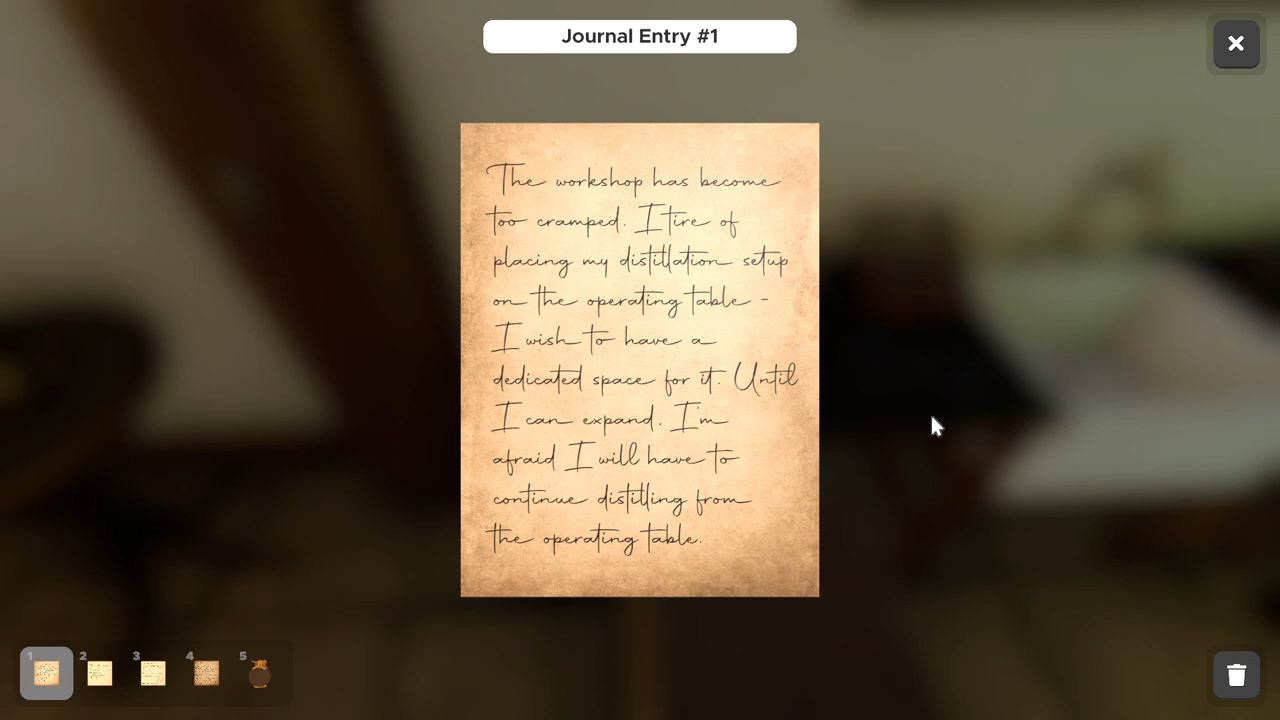 Journal Entry #1
The workshop has become
too cramped. I tire of
placing my distillation setup
on the operating table -
I wish to have a
dedicated space for it. Until
I can expand, I'm
afraid I will have to
continue distilling from
the operating table.
1 2 3 4 5